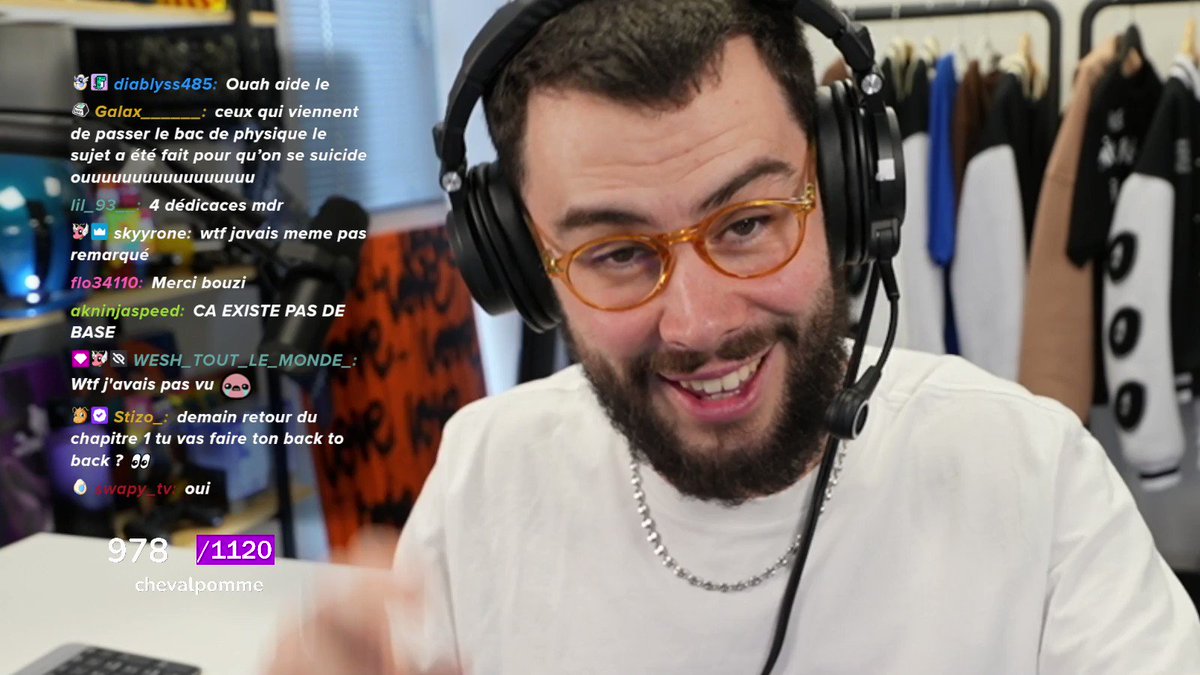 diablyss485: Ouah aide le
Galax______: ceux qui viennent
de passer le bac de physique le
sujet a été fait pour qu'on se suicide
ouuuuuuuuuuuuuuuuu
lil_93__: 4 dédicaces mdr
skyyrone: wtf javais meme pas
remarqué
flo34110: Merci bouzi
akninjaspeed: CA EXISTE PAS DE
BASE
WESH_TOUT_LE_MONDE_:
Wtf j'avais pas vu
Stizo_: demain retour du
chapitre 1 tu vas faire ton back to
back ?
swapy_tv: oui
978 /1120
chevalpomme